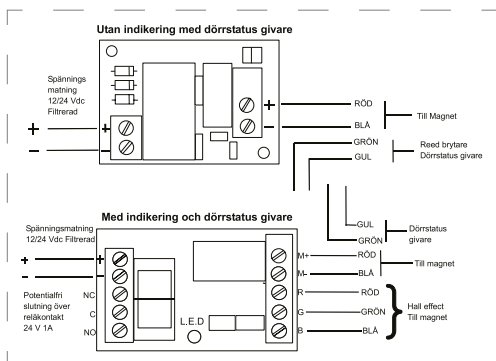 Utan indikering med dörrstatus givare
Spännings
matning
12/24 Vdc
Filtrerad
+
-
+
-
+
-
RÖD
BLÅ
Till Magnet
GRÖN
GUL
Reed brytare
Dörrstatus givare
GUL
GRÖN
Dörrstatus
givare
Med indikering och dörrstatus givare
Spänningsmatning
12/24 Vdc Filtrerad
+
-
+
-
Potentialfri
slutning över
reläkontakt
24 V 1A
NC
C
NO
L.E.D
M+
RÖD
M-
BLÅ
Till magnet
R
RÖD
G
GRÖN
B
BLÅ
Hall effect
Till magnet